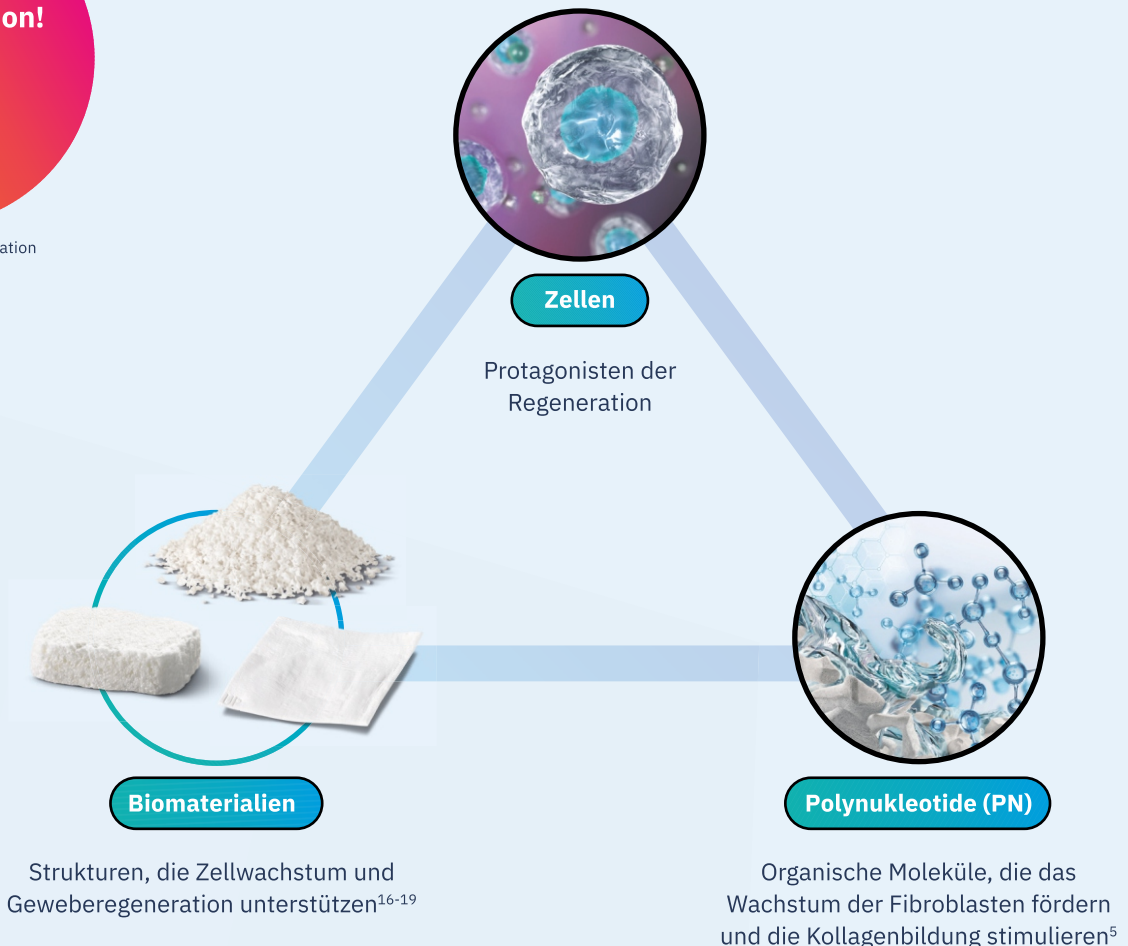 on!
ation
Zellen
Protagonisten der
Regeneration
Biomaterialien
Strukturen, die Zellwachstum und
Geweberegeneration unterstützen¹⁶⁻¹⁹
Polynukleotide (PN)
Organische Moleküle, die das
Wachstum der Fibroblasten fördern
und die Kollagenbildung stimulieren⁵